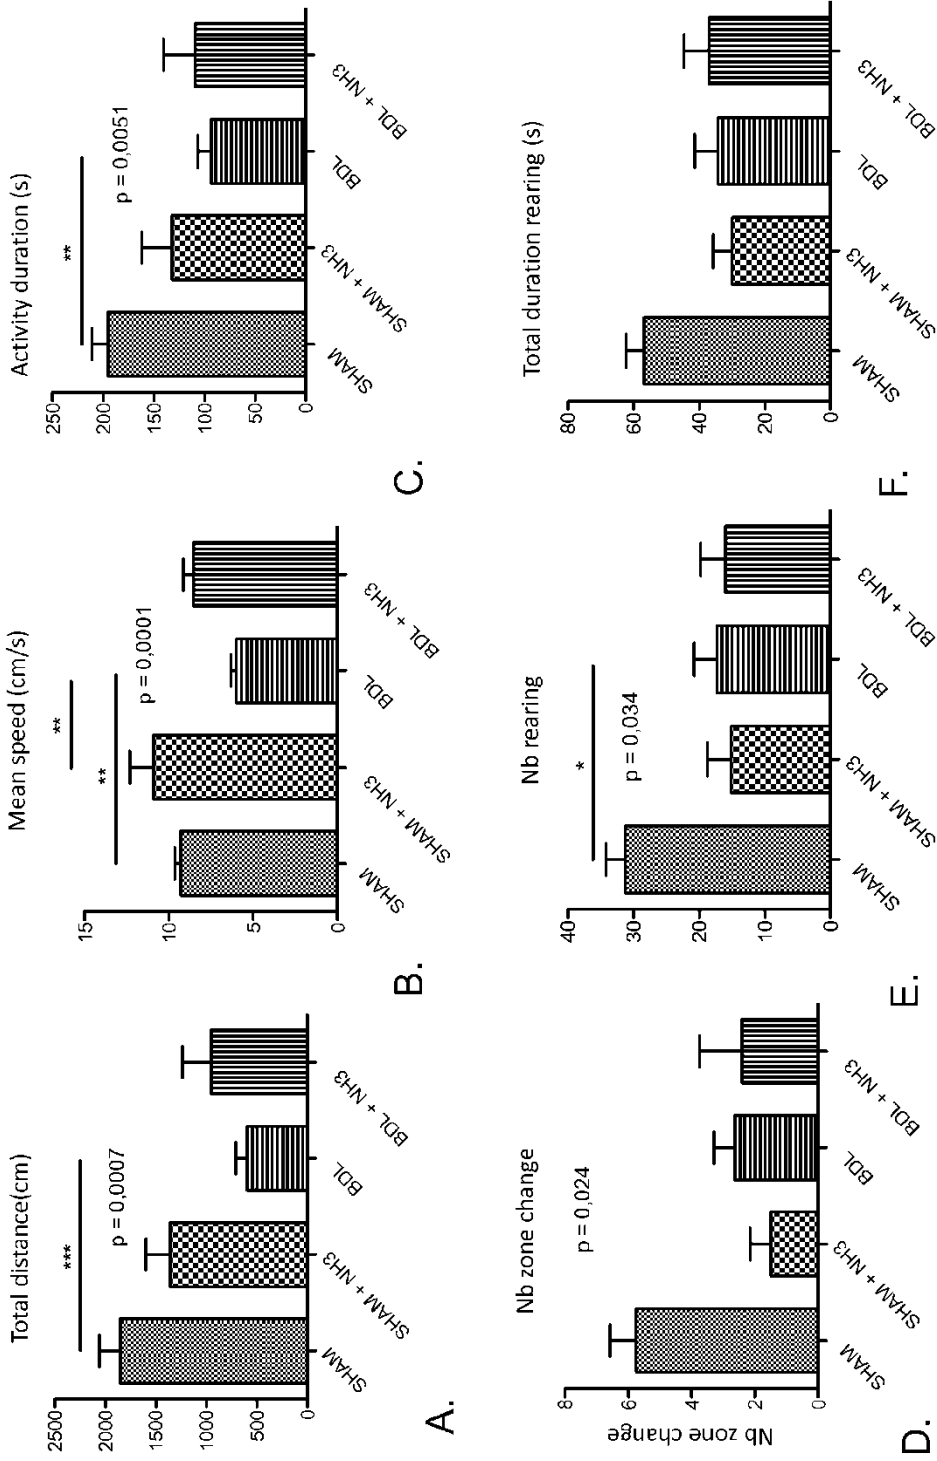 Total distance(cm)
***
p = 0,0007
2500
2000
1500
1000
500
0
SHAM
SHAM + NH3
BDL
BDL + NH3
A.
Mean speed (cm/s)
**
**
p = 0,0001
15
10
5
0
SHAM
SHAM + NH3
BDL
BDL + NH3
B.
Activity duration (s)
**
p = 0,0051
250
200
150
100
50
0
SHAM
SHAM + NH3
BDL
BDL + NH3
C.
Nb zone change
p = 0,024
Nb zone change
8
6
4
2
0
SHAM
SHAM + NH3
BDL
BDL + NH3
D.
Nb rearing
*
p = 0,034
40
30
20
10
0
SHAM
SHAM + NH3
BDL
BDL + NH3
E.
Total duration rearing (s)
80
60
40
20
0
SHAM
SHAM + NH3
BDL
BDL + NH3
F.